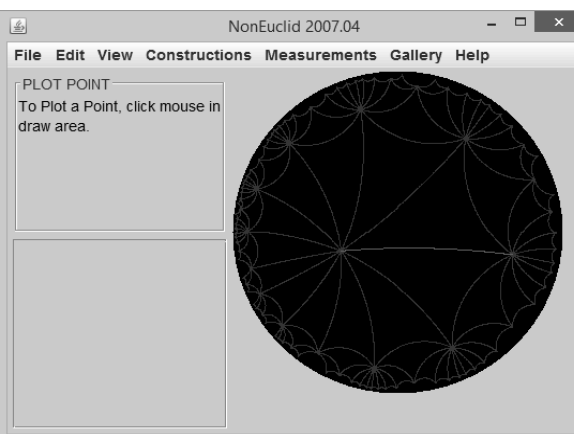 NonEuclid 2007.04
File Edit View Constructions Measurements Gallery Help
PLOT POINT
To Plot a Point, click mouse in
draw area.